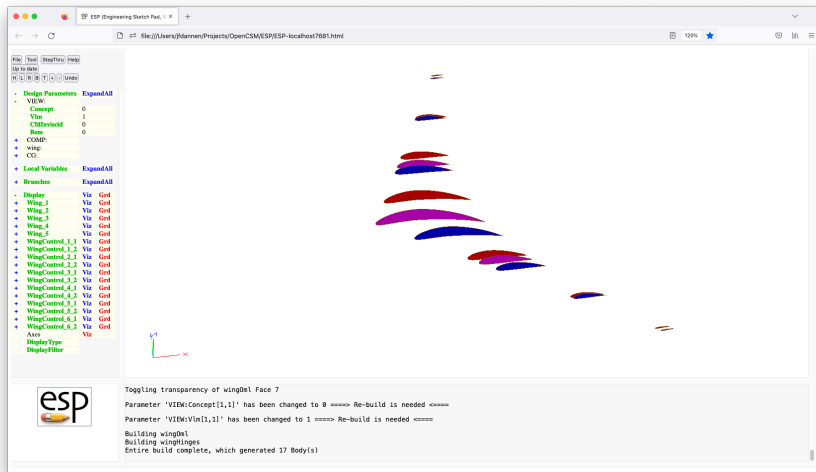 ESP (Engineering Sketch Pad, V
file:///Users/jfdannen/Projects/OpenCSM/ESP/ESP-localhost7681.html
120%
File Tool StepThru Help
Up to date
H L R B T + - Undo
- Design Parameters ExpandAll
- VIEW:
Concept 0
Vlm 1
CfdInviscid 0
Bem 0
+ COMP:
+ wing:
+ CG:
+ Local Variables ExpandAll
+ Branches ExpandAll
- Display Viz Grd
+ Wing_1 Viz Grd
+ Wing_2 Viz Grd
+ Wing_3 Viz Grd
+ Wing_4 Viz Grd
+ Wing_5 Viz Grd
+ WingControl_1_1 Viz Grd
+ WingControl_1_2 Viz Grd
+ WingControl_2_1 Viz Grd
+ WingControl_2_2 Viz Grd
+ WingControl_3_1 Viz Grd
+ WingControl_3_2 Viz Grd
+ WingControl_4_1 Viz Grd
+ WingControl_4_2 Viz Grd
+ WingControl_5_1 Viz Grd
+ WingControl_5_2 Viz Grd
+ WingControl_6_1 Viz Grd
+ WingControl_6_2 Viz Grd
Axes Viz
DisplayType
DisplayFilter
X
esp
Toggling transparency of wingOml Face 7
Parameter 'VIEW:Concept[1,1]' has been changed to 0 ====> Re-build is needed <====
Parameter 'VIEW:Vlm[1,1]' has been changed to 1 ====> Re-build is needed <====
Building wingOml
Building wingHinges
Entire build complete, which generated 17 Body(s)